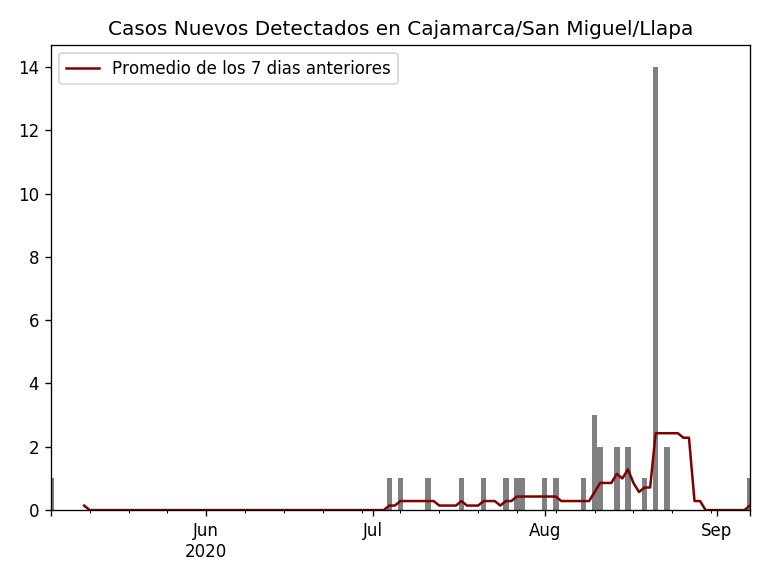 Casos Nuevos Detectados en Cajamarca/San Miguel/Llapa
Promedio de los 7 dias anteriores
14
12
10
8
6
4
2
0
Jun
2020
Jul
Aug
Sep